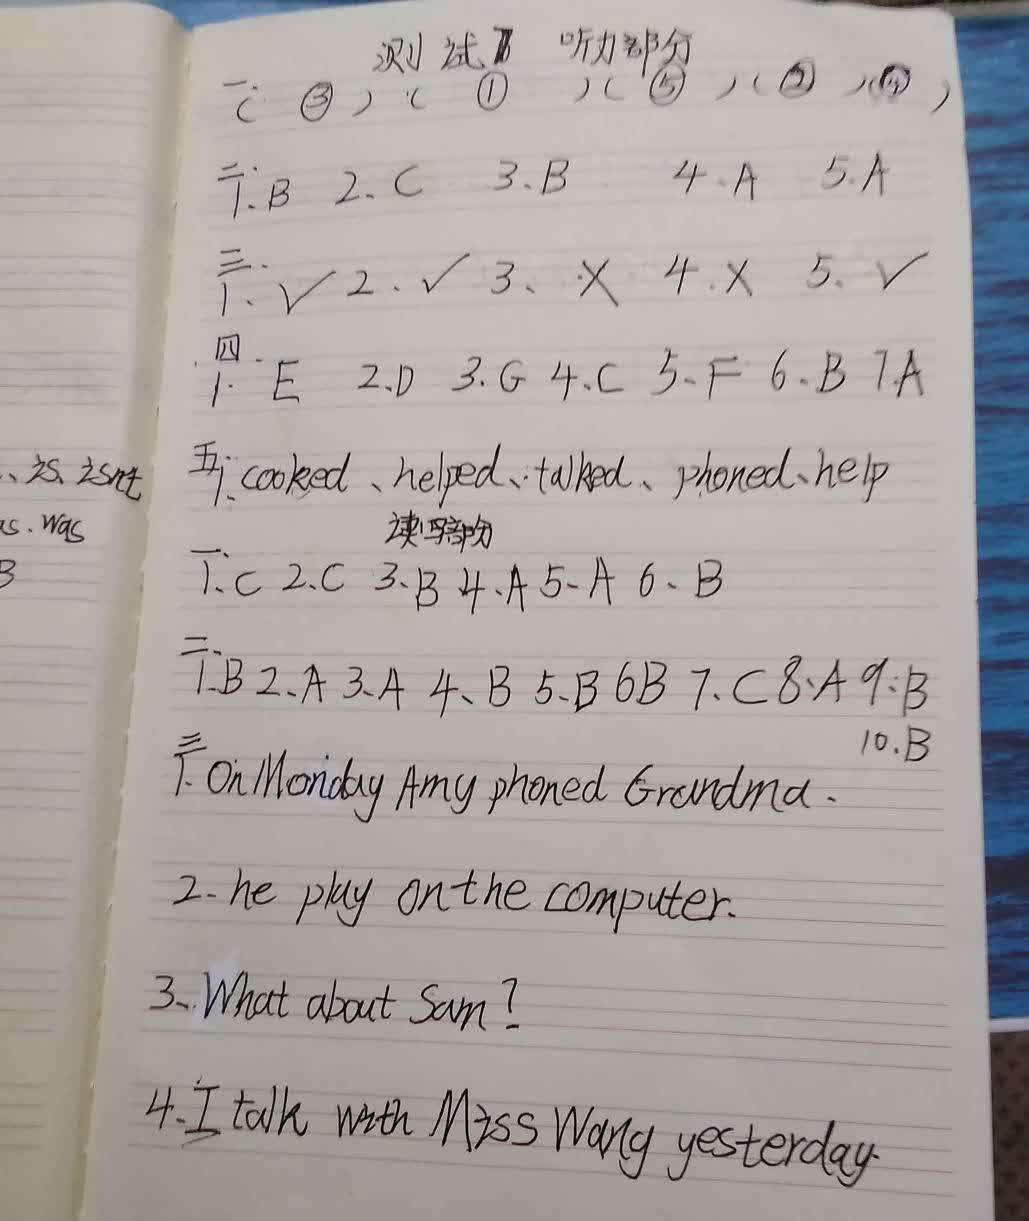 测试 听力部分
一.( ③ ) ( ① ) ( ⑤ ) ( ② ) ( ④ )
二.
1.B 2.C 3.B 4.A 5.A
三.
1.√ 2.√ 3.X 4.X 5.√
四.
1.E 2.D 3.G 4.C 5.F 6.B 7.A
is、isnt
五1.cooked、helped、talked、phoned、help
was
读写部分
一.
1.C 2.C 3.B 4.A 5.A 6.B
B
二.
1.B 2.A 3.A 4.B 5.B 6B 7.C 8.A 9.B
10.B
三
1.On Monday Amy phoned Grandma.
2.he play on the computer.
3.What about Sam?
4.I talk with Miss Wang yesterday.